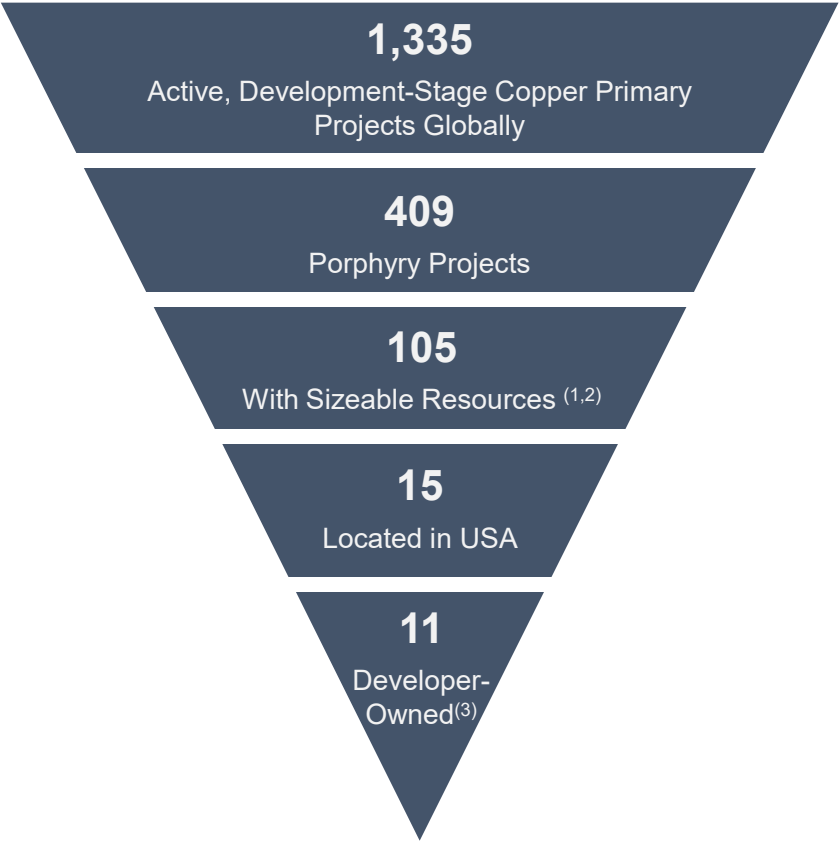 1,335
Active, Development-Stage Copper Primary
Projects Globally
409
Porphyry Projects
105
With Sizeable Resources (1,2)
15
Located in USA
11
Developer-
Owned(3)